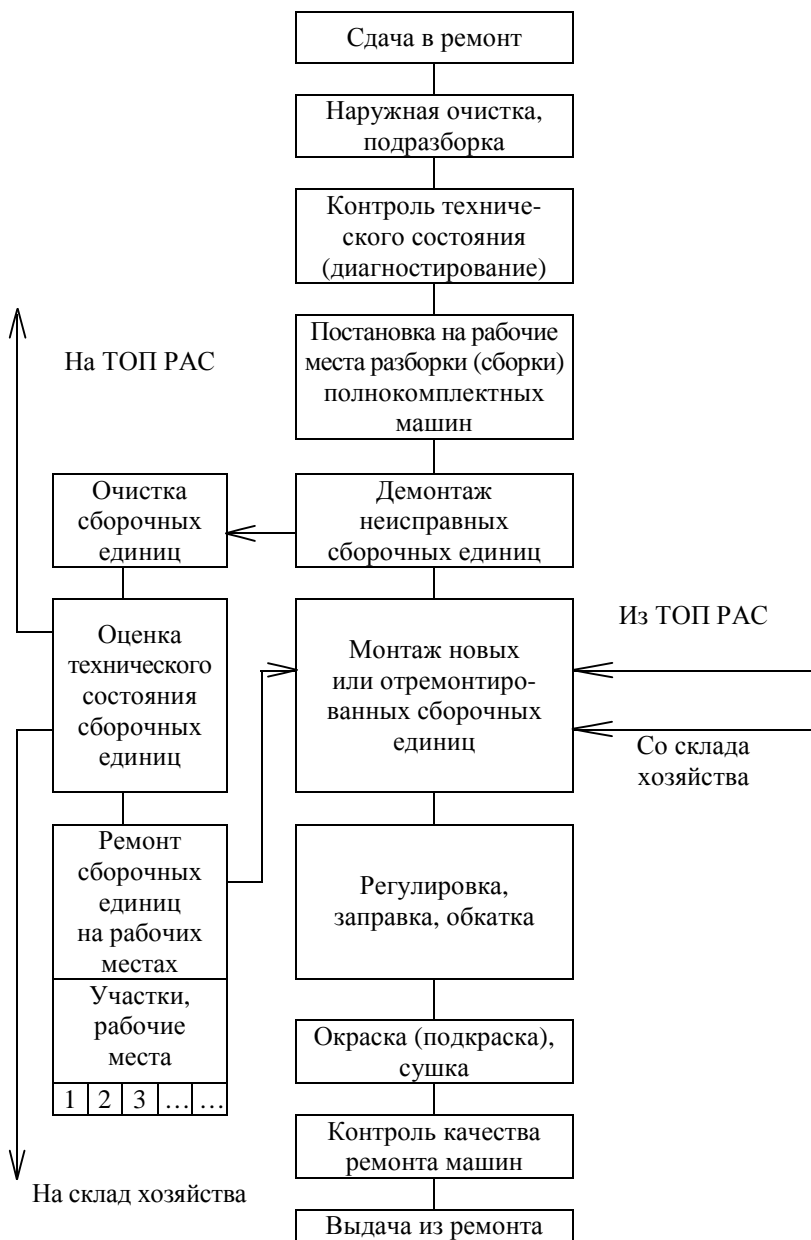 Сдача в ремонт
Наружная очистка,
подразборка
Контроль техниче-
ского состояния
(диагностирование)
На ТОП РАС
Постановка на рабочие
места разборки (сборки)
полнокомплектных
машин
Очистка
сборочных
единиц
Демонтаж
неисправных
сборочных единиц
Оценка
технического
состояния
сборочных
единиц
Монтаж новых
или отремонтиро-
ванных сборочных
единиц
Из ТОП РАС
Со склада
хозяйства
Ремонт
сборочных
единиц
на рабочих
местах
Участки,
рабочие
места
1 2 3 … …
Регулировка,
заправка, обкатка
Окраска (подкраска),
сушка
Контроль качества
ремонта машин
На склад хозяйства
Выдача из ремонта